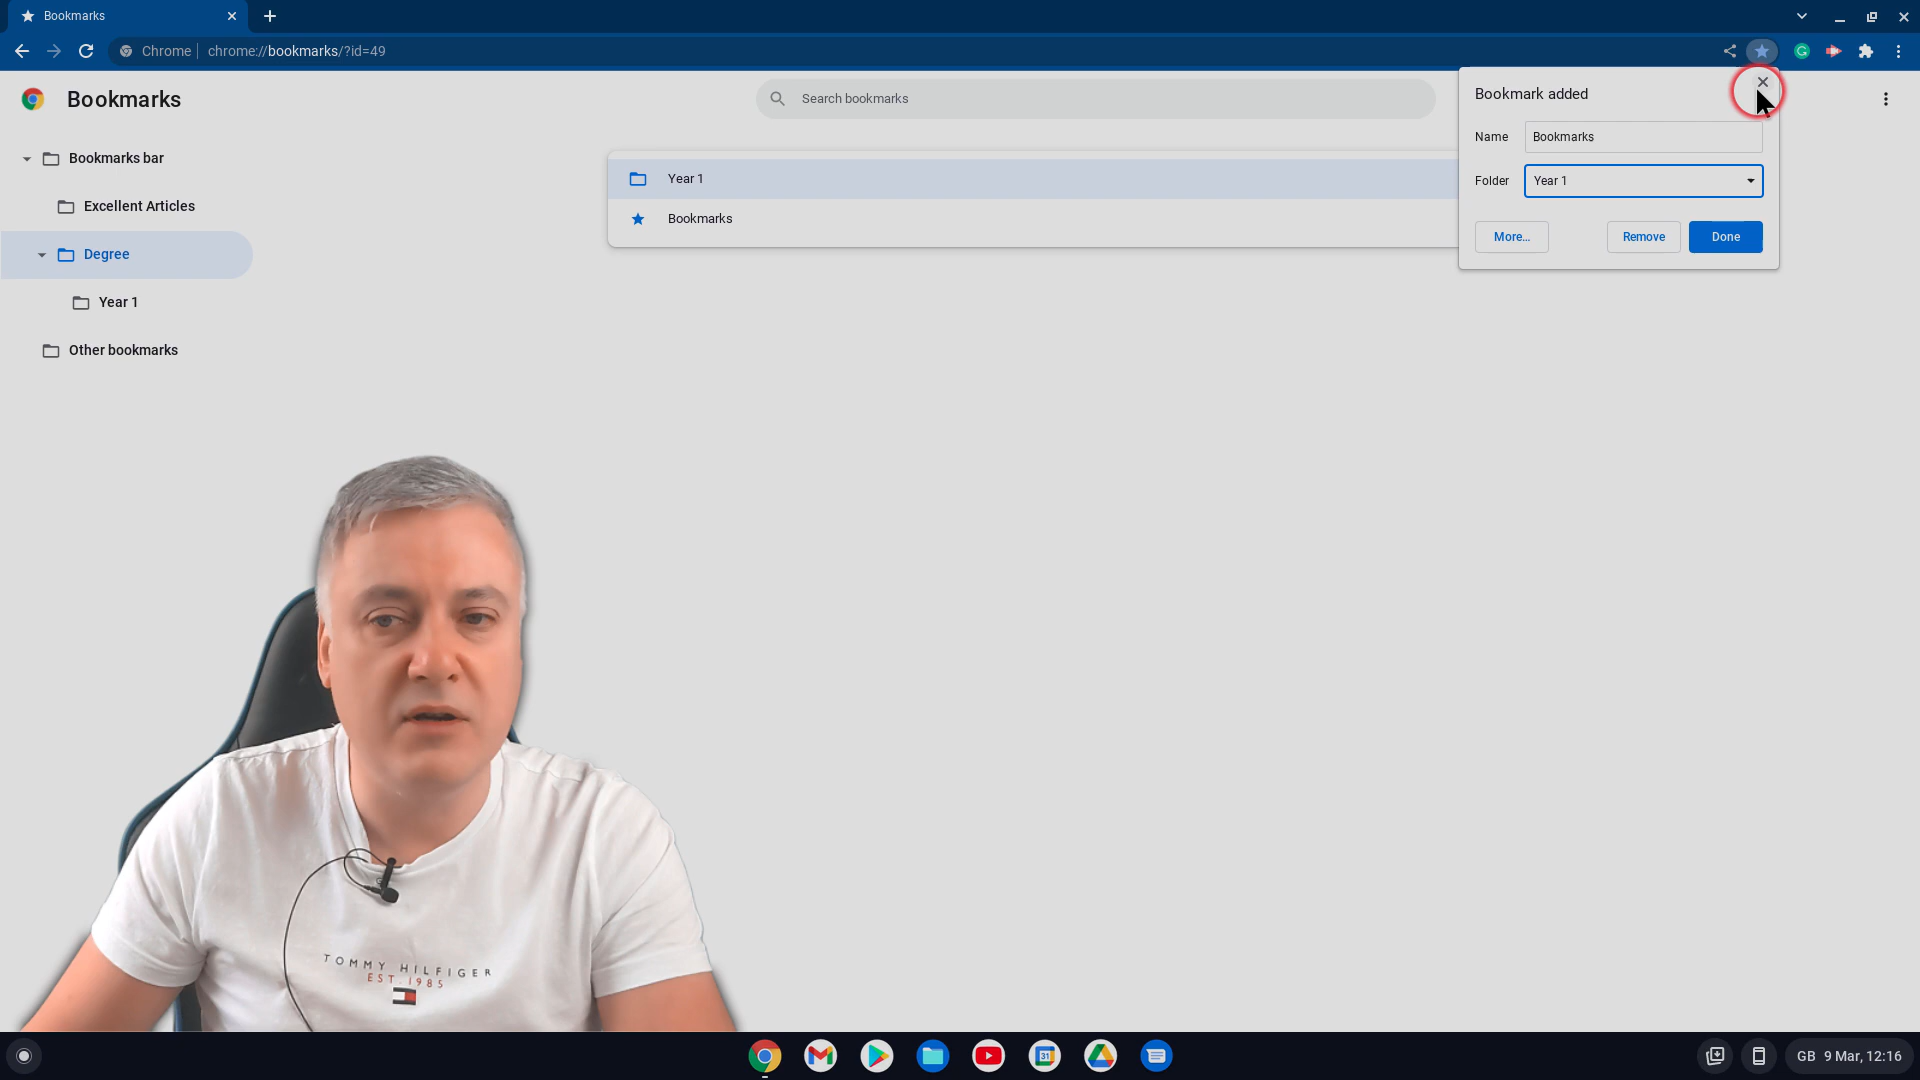 Bookmarks
Chrome
chrome://bookmarks/?id=49
Bookmarks
Search bookmarks
Bookmark added
Name
Bookmarks
Folder
Year 1
More...
Remove
Done
Bookmarks bar
Excellent Articles
Degree
Year 1
Other bookmarks
Year 1
Bookmarks
TOMMY HILFIGER
EST. 1985
31
GB 9 Mar, 12:16